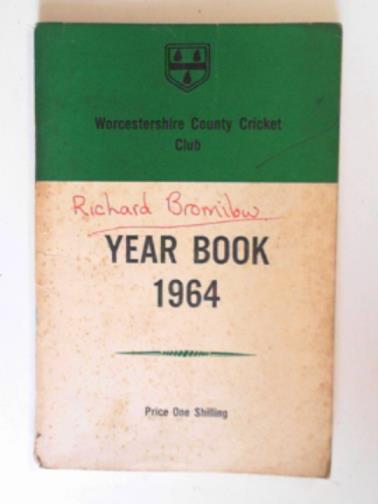 Worcestershire County Cricket
Club
Richard Bromilow
YEAR BOOK
1964
Price One Shilling